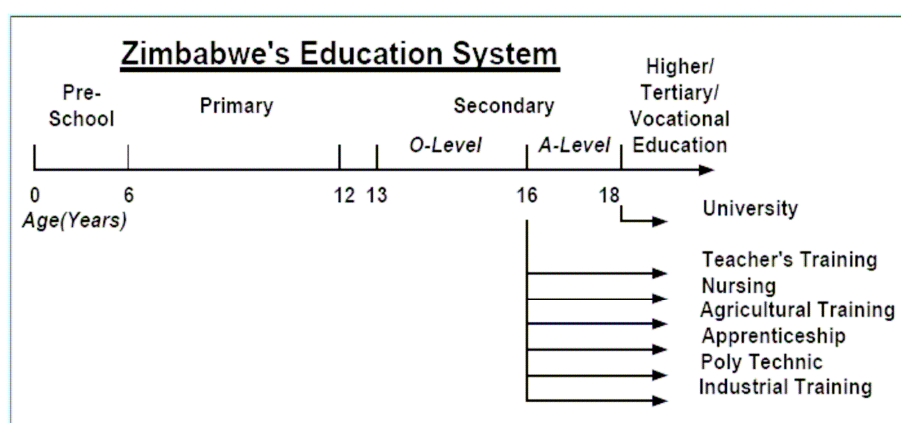 Zimbabwe's Education System
Pre-
School
Primary
Secondary
Higher/
Tertiary/
Vocational
Education
O-Level
A-Level
0
6
12
13
16
18
Age(Years)
University
Teacher's Training
Nursing
Agricultural Training
Apprenticeship
Poly Technic
Industrial Training